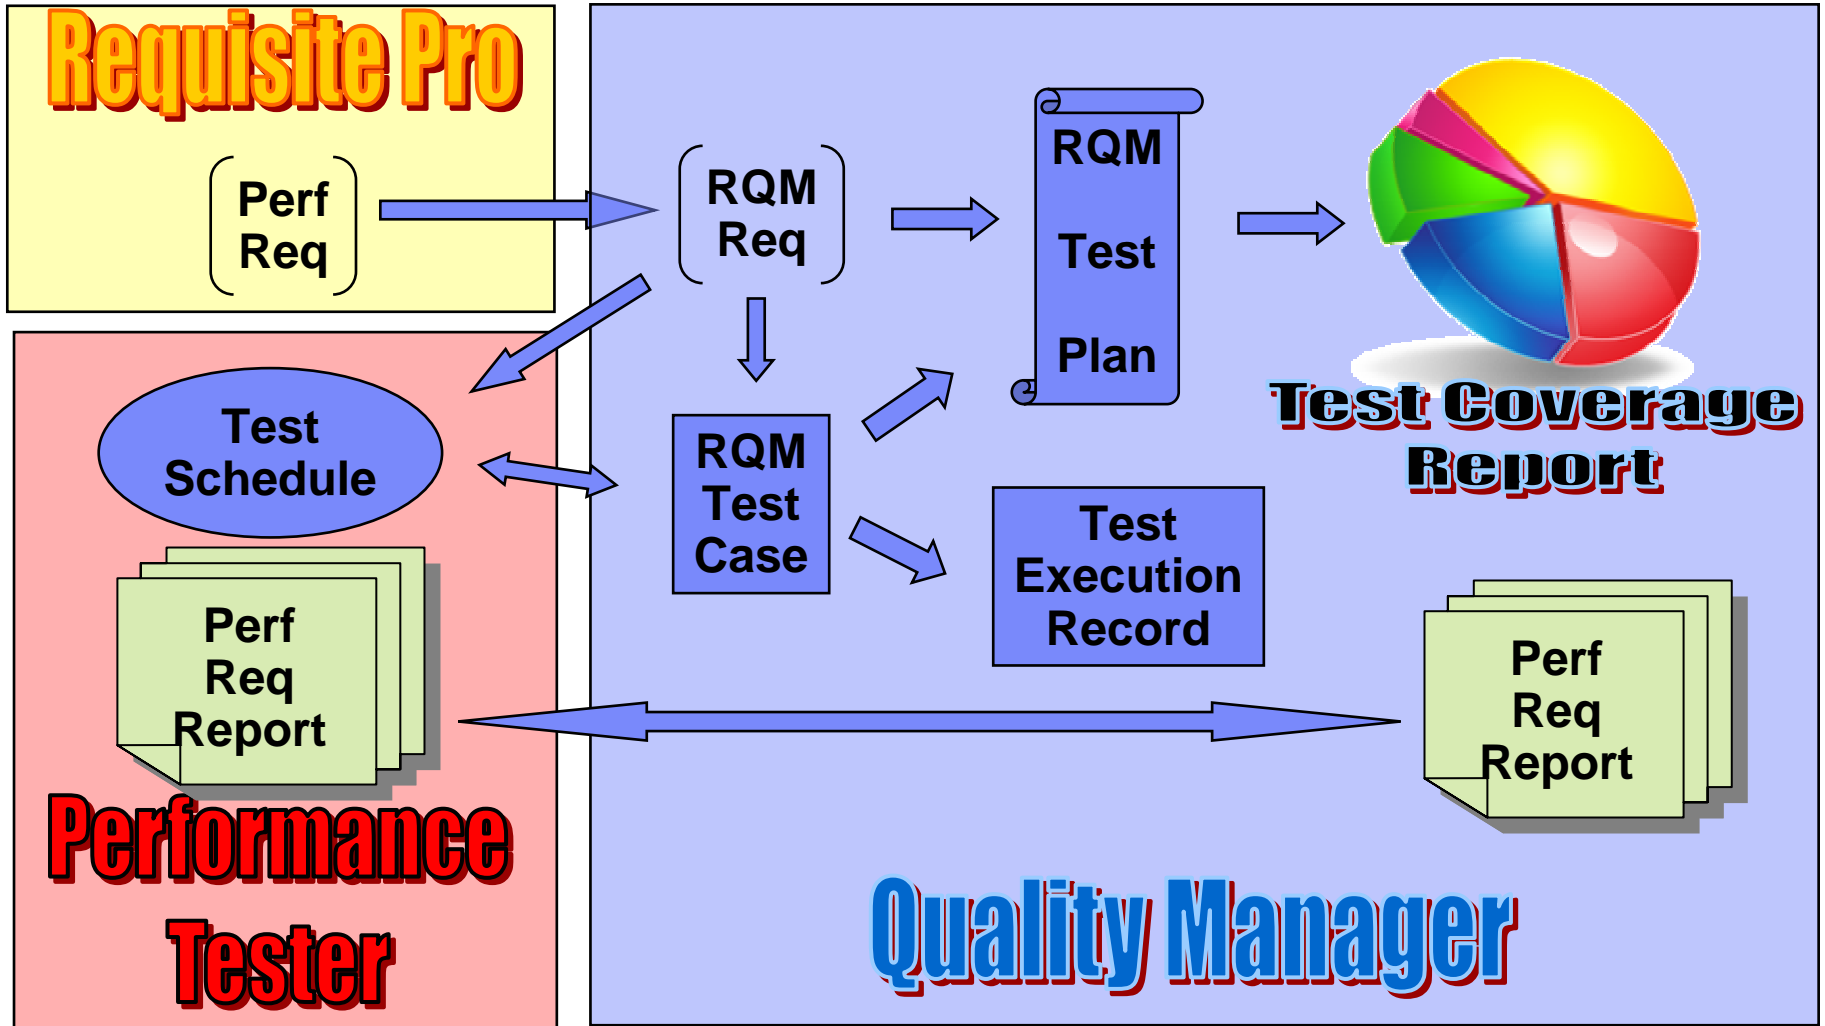 Requisite Pro
Perf
Req
RQM
Req
RQM
Test
Plan
Test Coverage
Report
Test
Schedule
RQM
Test
Case
Test
Execution
Record
Perf
Req
Report
Perf
Req
Report
Performance
Tester
Quality Manager